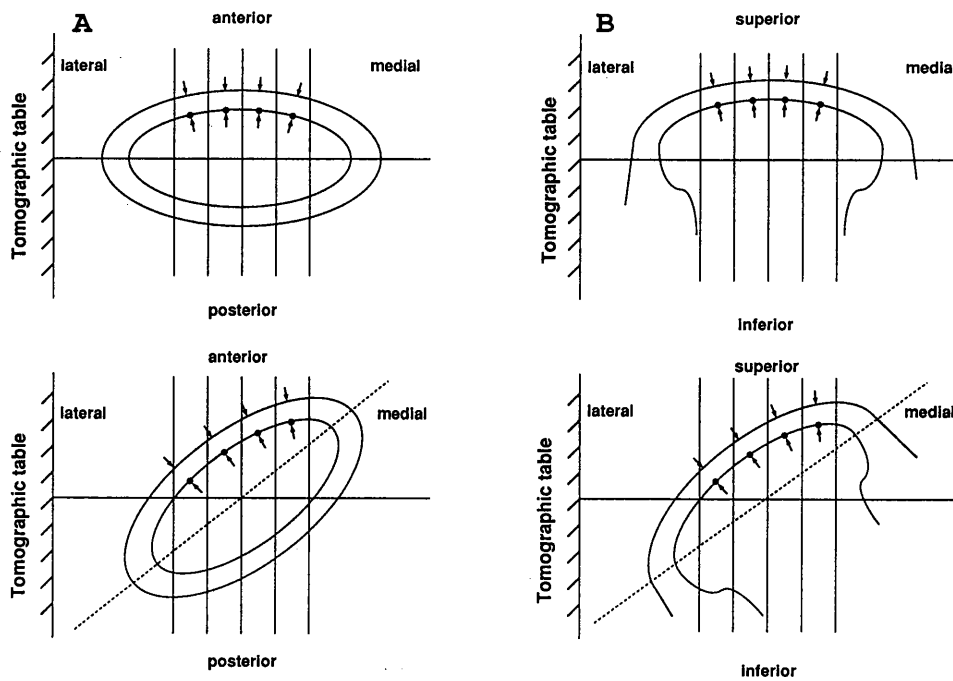 A
anterior
lateral
medial
Tomographic table
posterior
anterior
lateral
medial
Tomographic table
posterior
B
superior
lateral
med
Tomographic table
inferior
superior
lateral
medial
Tomographic table
inferior